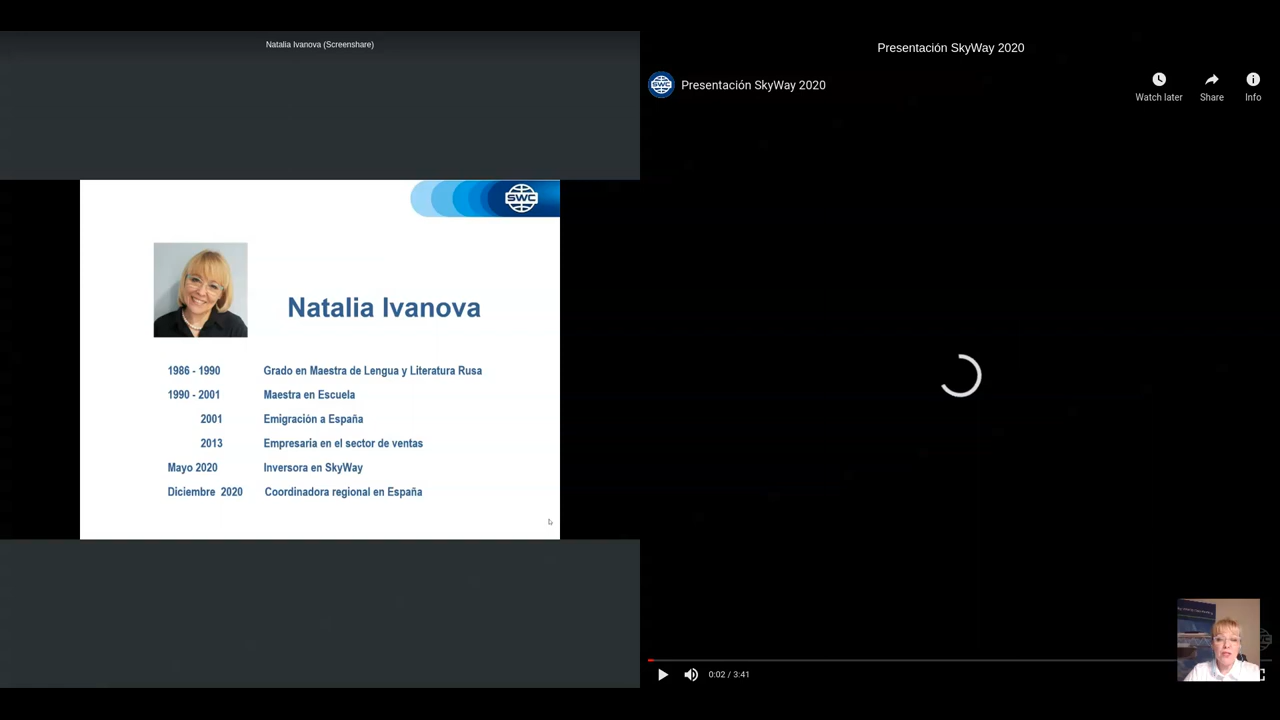 Natalia Ivanova (Screenshare)
SWC
Natalia Ivanova
1986 - 1990 Grado en Maestra de Lengua y Literatura Rusa
1990 - 2001 Maestra en Escuela
2001 Emigración a España
2013 Empresaria en el sector de ventas
Mayo 2020 Inversora en SkyWay
Diciembre 2020 Coordinadora regional en España
Presentación SkyWay 2020
SWC
Presentación SkyWay 2020
Watch later
Share
Info
0:02 / 3:41